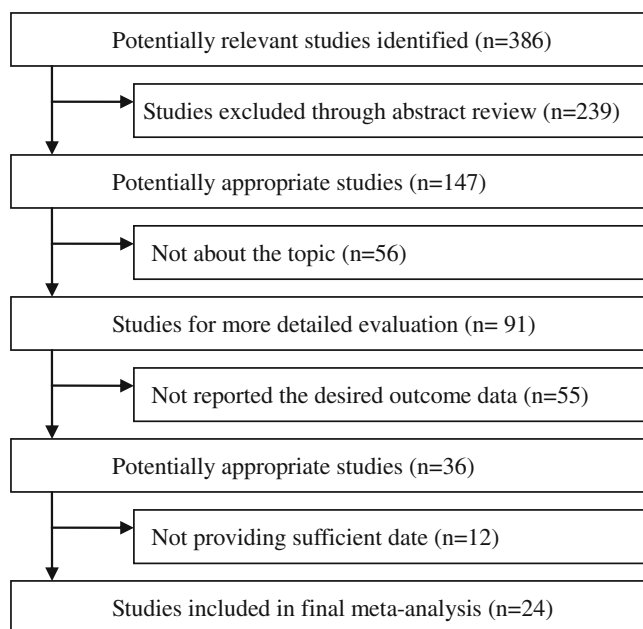 Potentially relevant studies identified (n=386)
Studies excluded through abstract review (n=239)
Potentially appropriate studies (n=147)
Not about the topic (n=56)
Studies for more detailed evaluation (n= 91)
Not reported the desired outcome data (n=55)
Potentially appropriate studies (n=36)
Not providing sufficient date (n=12)
Studies included in final meta-analysis (n=24)